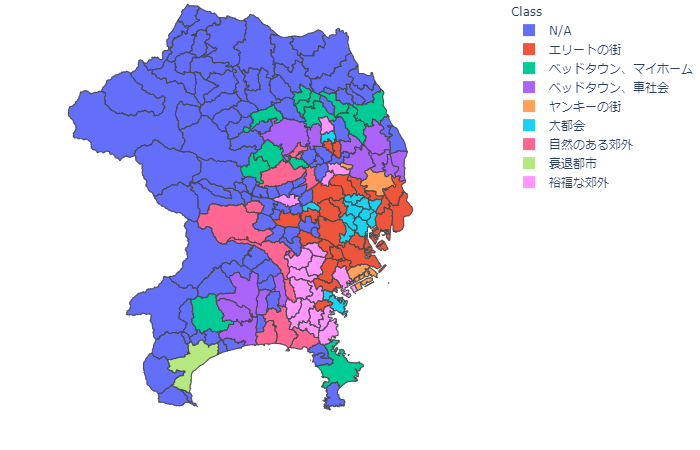 Class
N/A
エリートの街
ベッドタウン、マイホーム
ベッドタウン、車社会
ヤンキーの街
大都会
自然のある郊外
衰退都市
裕福な郊外